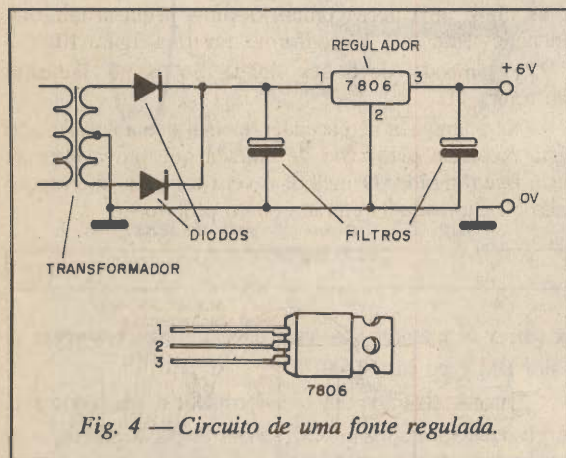 REGULADOR
1 7806 3
2
+6V
DIODOS
FILTROS
0V
TRANSFORMADOR
1
2
3
7806
Fig. 4 — Circuito de uma fonte regulada.